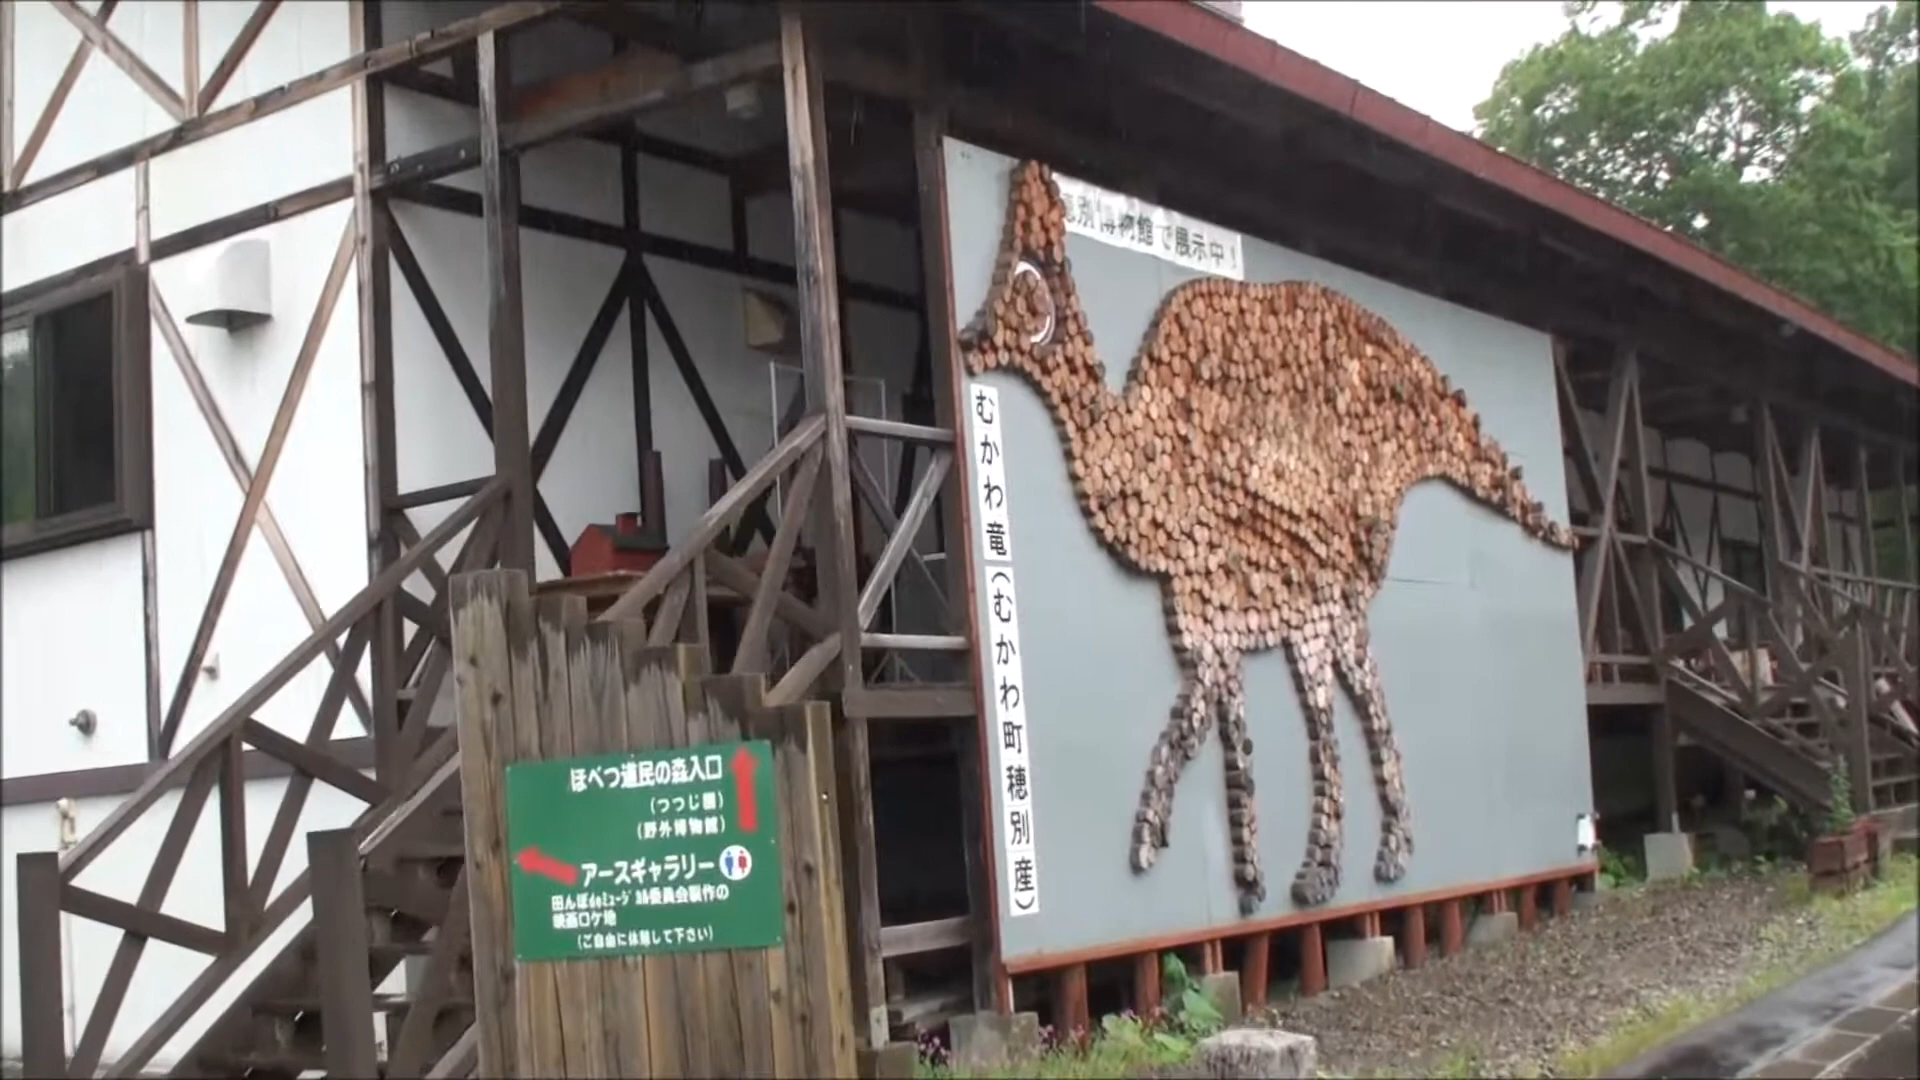 穂別博物館で展示中!
むかわ竜(むかわ町穂別産)
ほべつ道民の森入口
(つつじ園)
(野外博物館)
アースギャラリー
田んぼdeミュージカル委員会製作の
映画ロケ地
(ご自由に休憩して下さい)